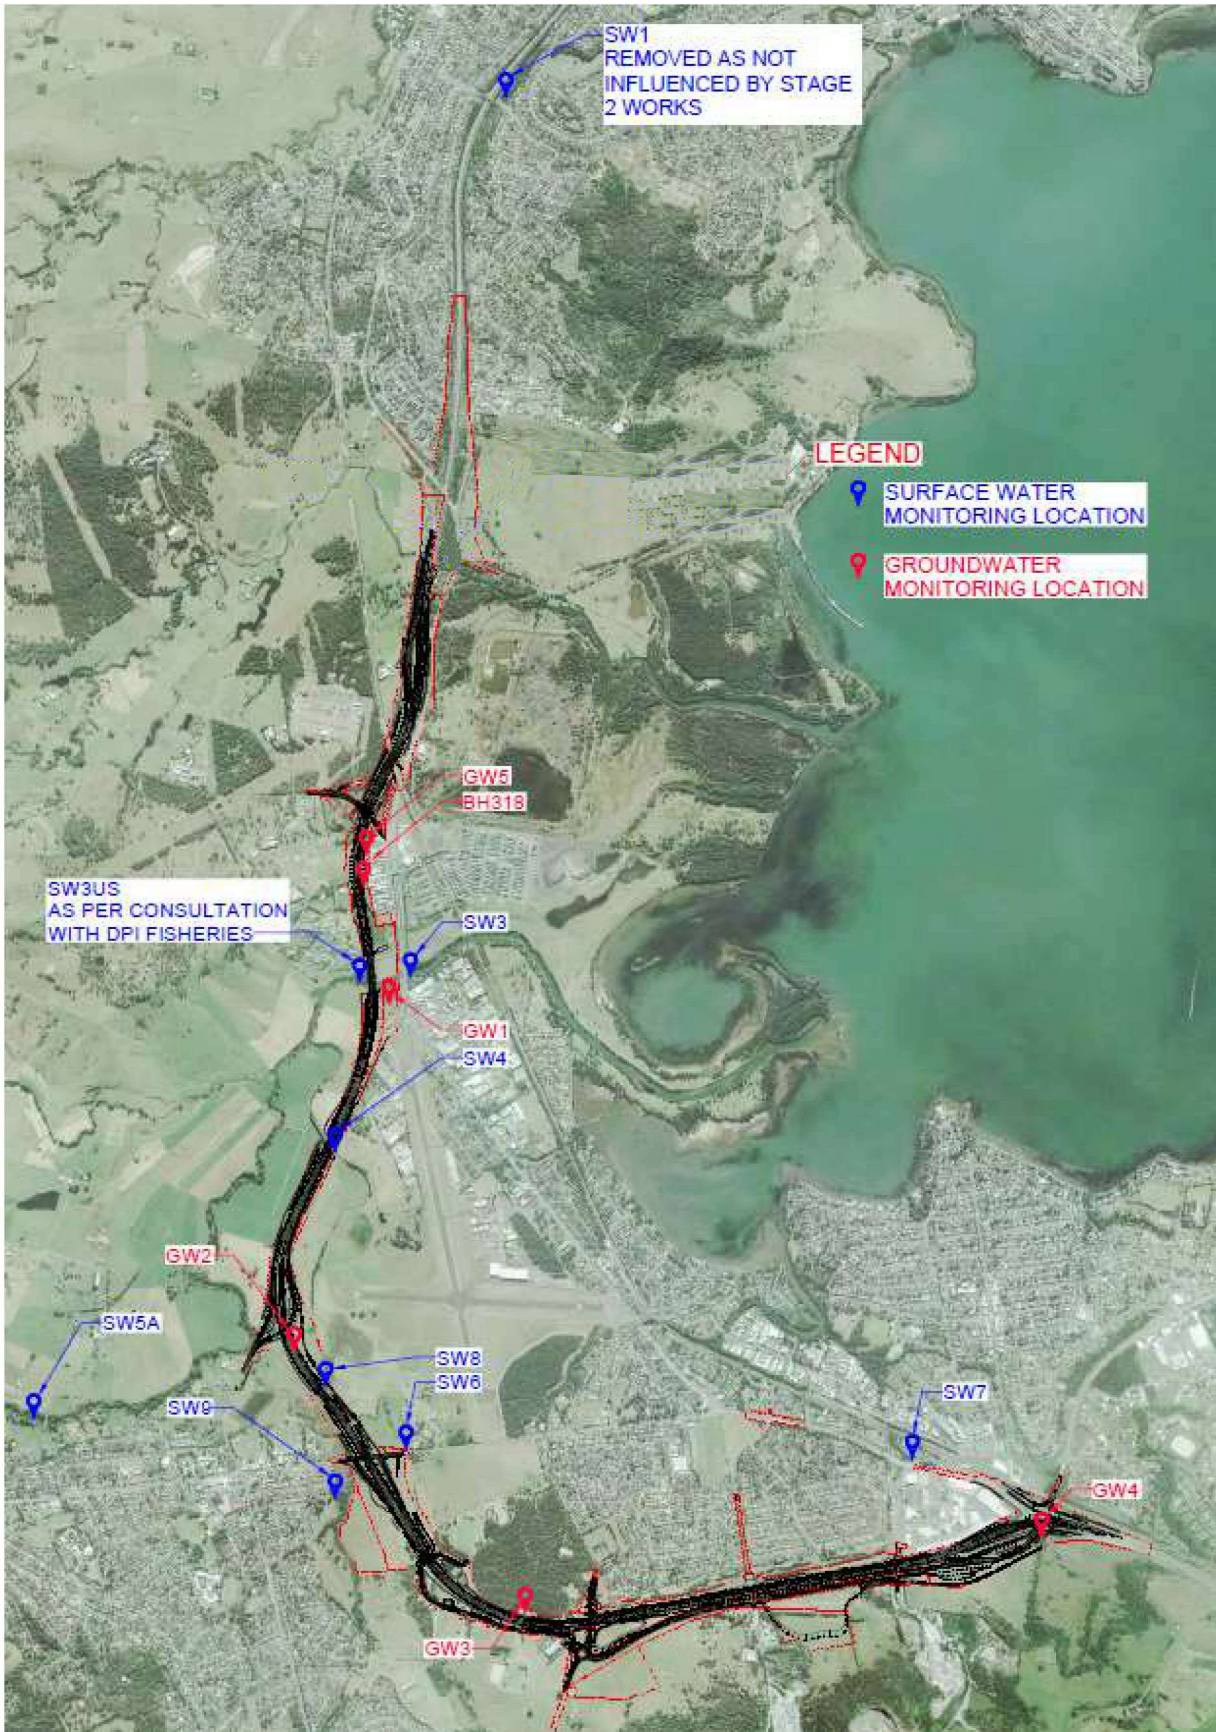 SW1
REMOVED AS NOT
INFLUENCED BY STAGE
2 WORKS
LEGEND
SURFACE WATER
MONITORING LOCATION
GROUNDWATER
MONITORING LOCATION
GW5
BH318
SW3US
AS PER CONSULTATION
WITH DPI FISHERIES
SW3
GW1
SW4
GW2
SW5A
SW8
SW6
SW9
SW7
GW4
GW3